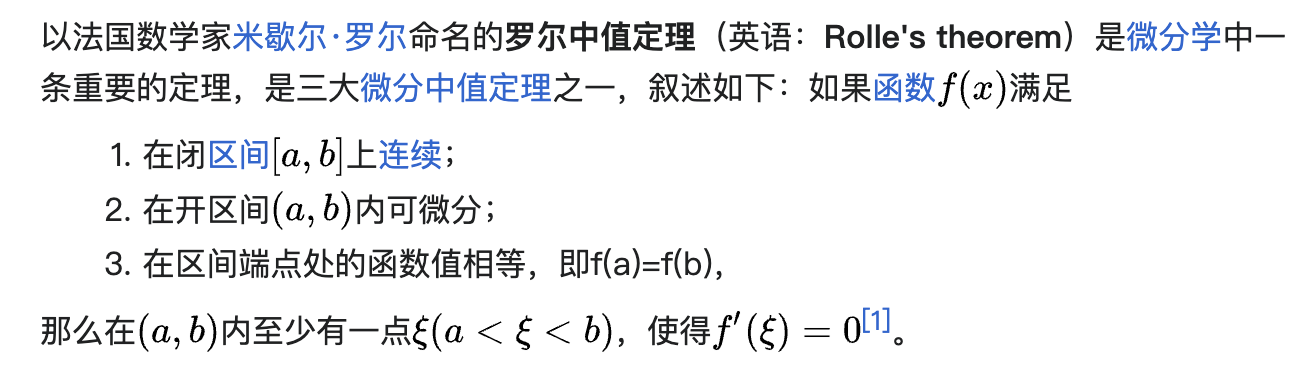 以法国数学家米歇尔·罗尔命名的罗尔中值定理（英语：Rolle's theorem）是微分学中一
条重要的定理，是三大微分中值定理之一，叙述如下：如果函数f(x)满足
1. 在闭区间[a, b]上连续；
2. 在开区间(a, b)内可微分；
3. 在区间端点处的函数值相等，即f(a)=f(b)，
那么在(a, b)内至少有一点ξ(a < ξ < b)，使得f′(ξ) = 0[1]。